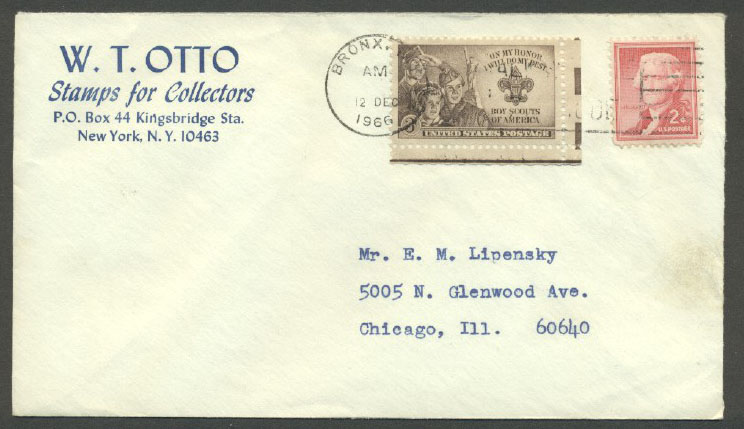 W. T. OTTO
Stamps for Collectors
P.O. Box 44 Kingsbridge Sta.
New York, N. Y. 10463
BRONX,
AM
12 DEC
1966
ON MY HONOR
I WILL DO MY BEST
BOY SCOUTS
OF AMERICA
3¢
UNITED STATES POSTAGE
2¢
U.S. POSTAGE
Mr. E. M. Lipensky
5005 N. Glenwood Ave.
Chicago, Ill. 60640